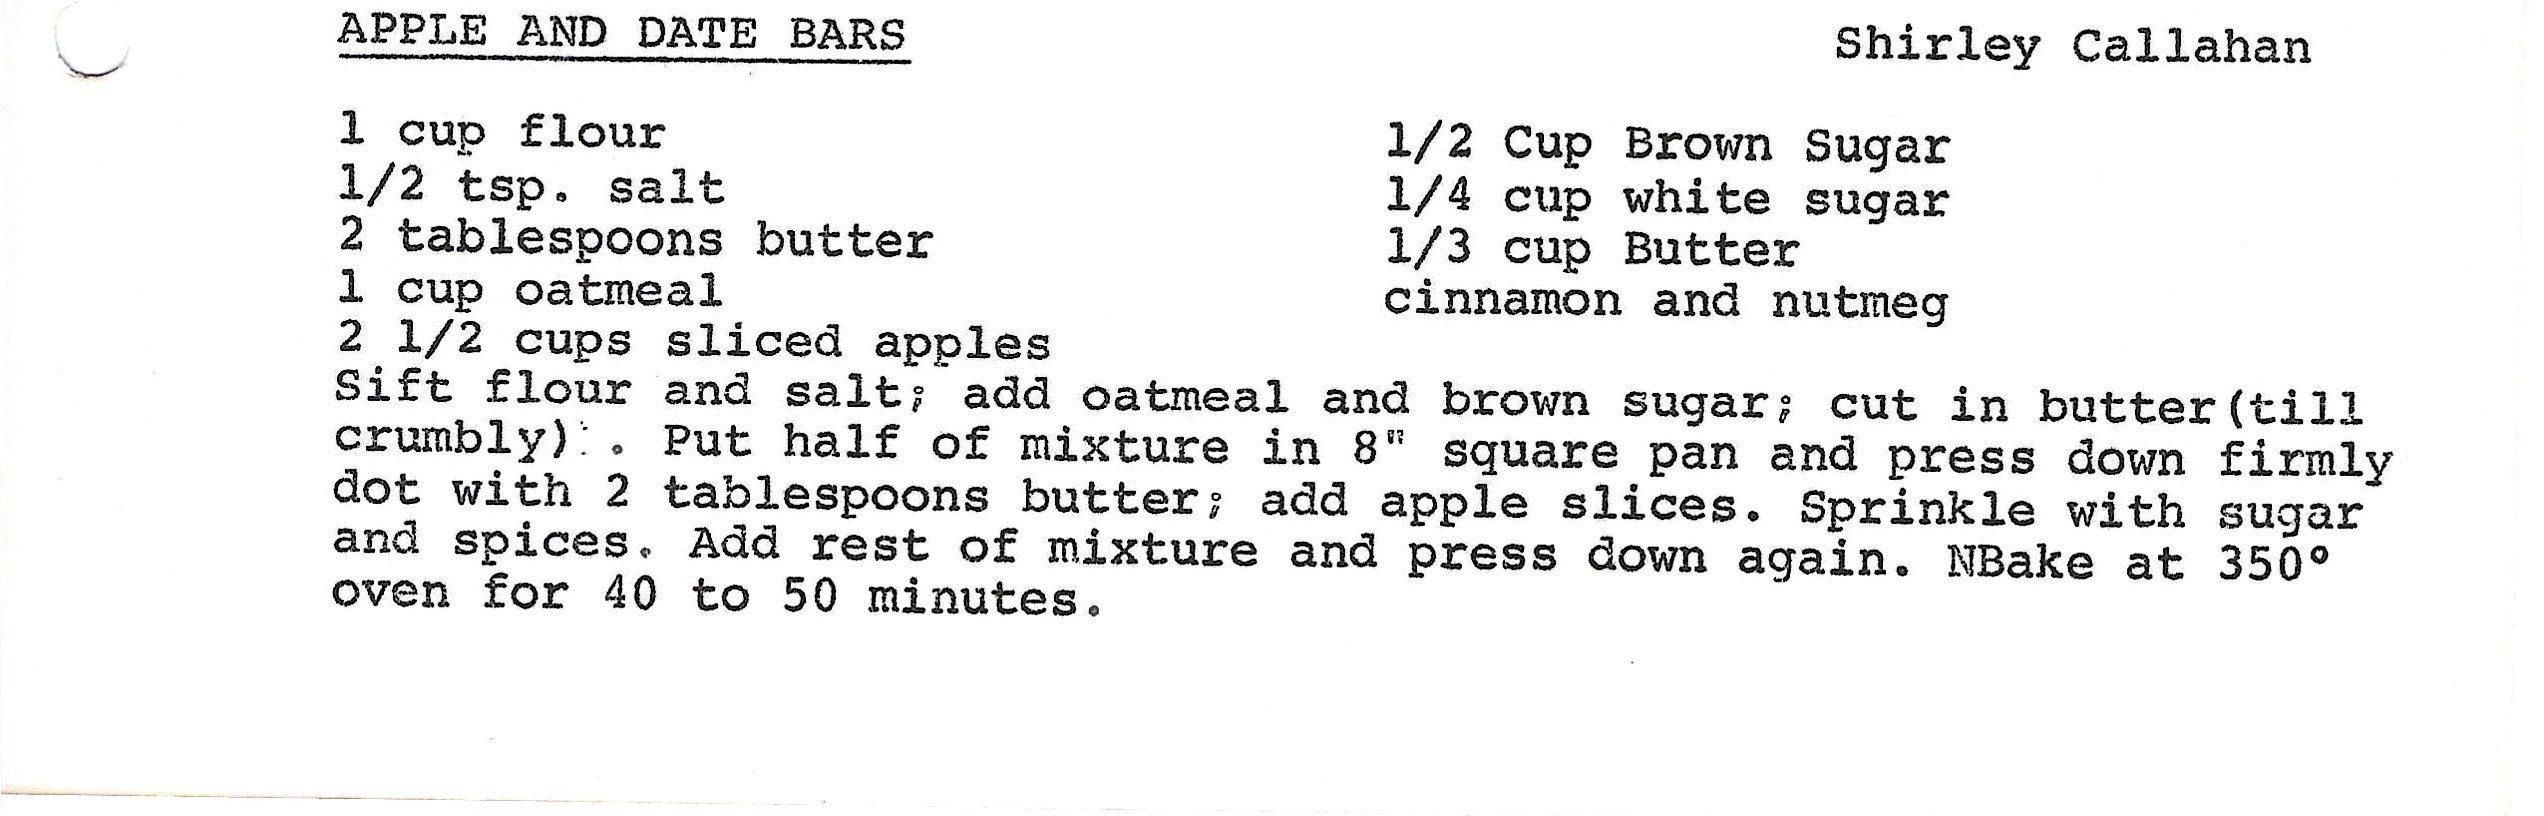 APPLE AND DATE BARS Shirley Callahan
1 cup flour 1/2 Cup Brown Sugar
1/2 tsp. salt 1/4 cup white sugar
2 tablespoons butter 1/3 cup Butter
1 cup oatmeal cinnamon and nutmeg
2 1/2 cups sliced apples
Sift flour and salt; add oatmeal and brown sugar; cut in butter(till
crumbly) . Put half of mixture in 8" square pan and press down firmly
dot with 2 tablespoons butter; add apple slices. Sprinkle with sugar
and spices. Add rest of mixture and press down again. NBake at 350°
oven for 40 to 50 minutes.